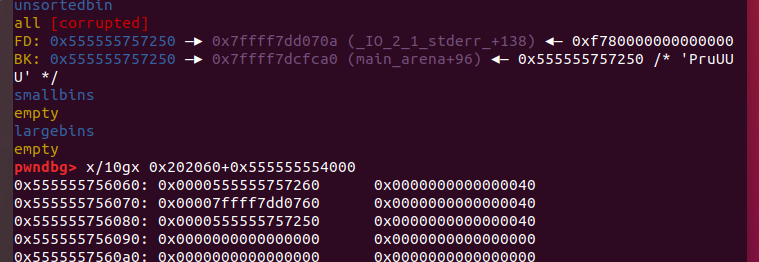 unsortedbin
all [corrupted]
FD: 0x555555757250 —▸ 0x7ffff7dd070a (_IO_2_1_stderr_+138) ◂— 0xf780000000000000
BK: 0x555555757250 —▸ 0x7ffff7dcfca0 (main_arena+96) ◂— 0x555555757250 /* 'PruUU
U' */
smallbins
empty
largebins
empty
pwndbg> x/10gx 0x202060+0x555555554000
0x555555756060: 0x0000555555757260 0x0000000000000040
0x555555756070: 0x00007ffff7dd0760 0x0000000000000040
0x555555756080: 0x0000555555757250 0x0000000000000040
0x555555756090: 0x0000000000000000 0x0000000000000000
0x5555557560a0: 0x0000000000000000 0x0000000000000000